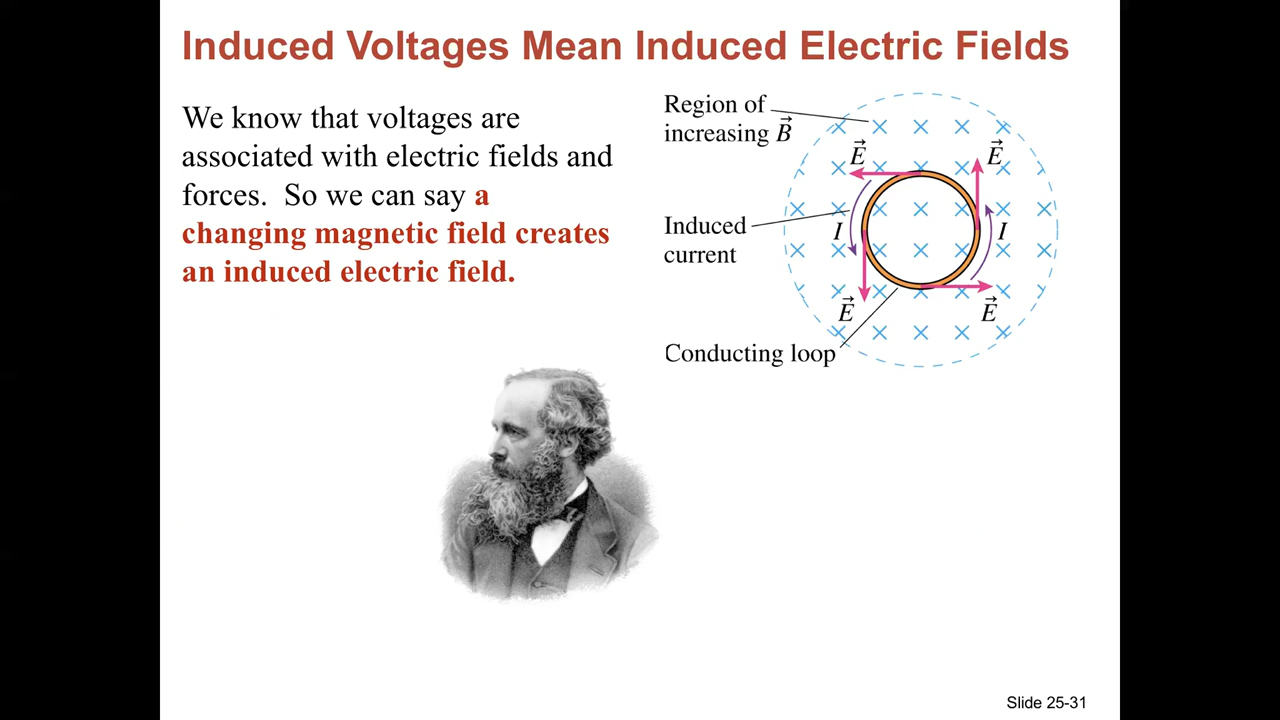 Induced Voltages Mean Induced Electric Fields
We know that voltages are
associated with electric fields and
forces.  So we can say a
changing magnetic field creates
an induced electric field.
Region of
increasing B⃗
E⃗
E⃗
Induced
current
I
I
E⃗
E⃗
Conducting loop
Slide 25-31